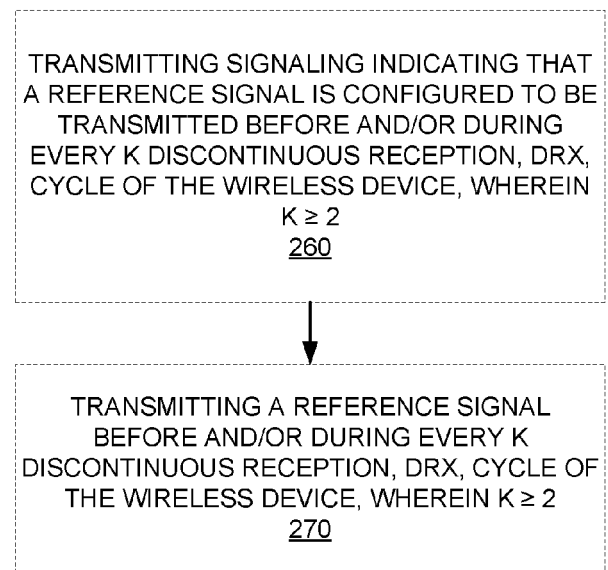 TRANSMITTING SIGNALING INDICATING THAT
A REFERENCE SIGNAL IS CONFIGURED TO BE
TRANSMITTED BEFORE AND/OR DURING
EVERY K DISCONTINUOUS RECEPTION, DRX,
CYCLE OF THE WIRELESS DEVICE, WHEREIN
K ≥ 2
260
TRANSMITTING A REFERENCE SIGNAL
BEFORE AND/OR DURING EVERY K
DISCONTINUOUS RECEPTION, DRX, CYCLE OF
THE WIRELESS DEVICE, WHEREIN K ≥ 2
270